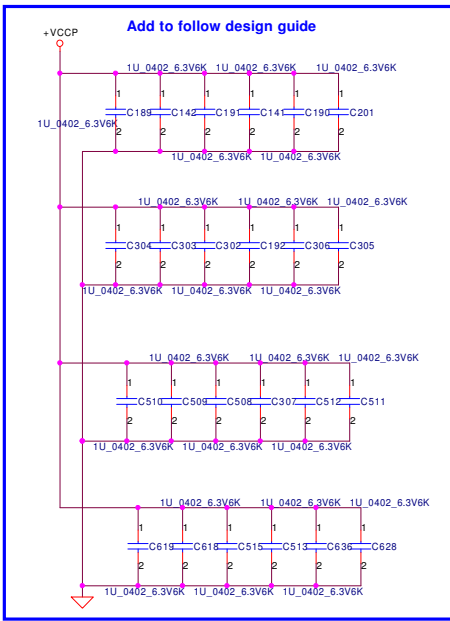 Add to follow design guide
+VCCP
1U_0402_6.3V6K 1U_0402_6.3V6K 1U_0402_6.3V6K
1 1 1 1 1 1
C189 C142 C191 C141 C190 C201
1U_0402_6.3V6K
2 2 2 2 2 2
1U_0402_6.3V6K 1U_0402_6.3V6K
1U_0402_6.3V6K 1U_0402_6.3V6K 1U_0402_6.3V6K
1 1 1 1 1 1
C304 C303 C302 C192 C306 C305
2 2 2 2 2 2
1U_0402_6.3V6K 1U_0402_6.3V6K 1U_0402_6.3V6K
1U_0402_6.3V6K 1U_0402_6.3V6K 1U_0402_6.3V6K
1 1 1 1 1 1
C510 C509 C508 C307 C512 C511
2 2 2 2 2 2
1U_0402_6.3V6K 1U_0402_6.3V6K 1U_0402_6.3V6K
1U_0402_6.3V6K 1U_0402_6.3V6K 1U_0402_6.3V6K
1 1 1 1 1 1
C619 C618 C515 C513 C636 C628
2 2 2 2 2 2
1U_0402_6.3V6K 1U_0402_6.3V6K 1U_0402_6.3V6K